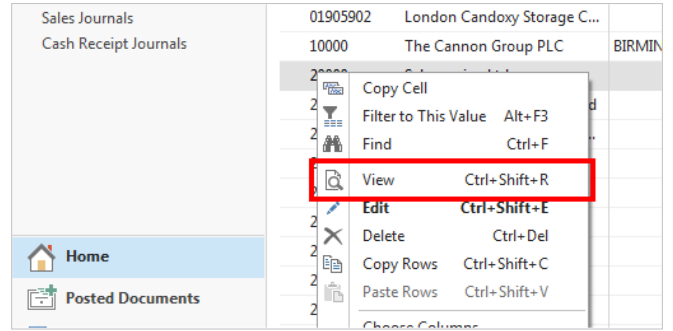 Sales Journals
01905902 London Candoxy Storage C...
Cash Receipt Journals
10000 The Cannon Group PLC BIRMIN
Copy Cell
Filter to This Value Alt+F3
Find Ctrl+F
View Ctrl+Shift+R
Edit Ctrl+Shift+E
Delete Ctrl+Del
Home
Copy Rows Ctrl+Shift+C
Posted Documents
Paste Rows Ctrl+Shift+V
Choose Columns